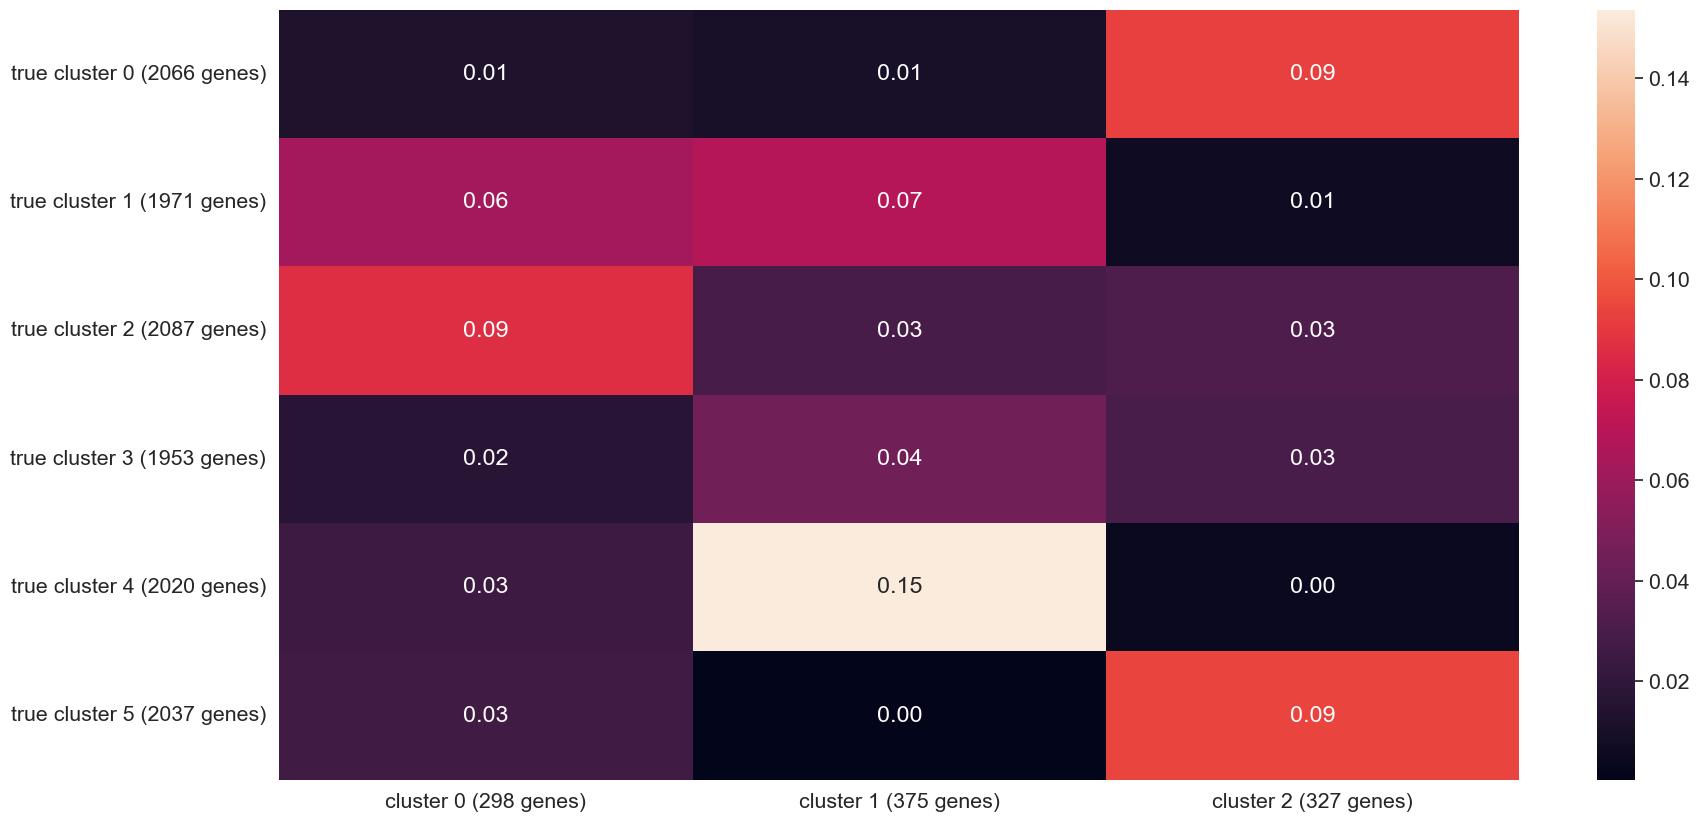 true cluster 0 (2066 genes)
0.01
0.01
0.09
true cluster 1 (1971 genes)
0.06
0.07
0.01
true cluster 2 (2087 genes)
0.09
0.03
0.03
true cluster 3 (1953 genes)
0.02
0.04
0.03
true cluster 4 (2020 genes)
0.03
0.15
0.00
true cluster 5 (2037 genes)
0.03
0.00
0.09
cluster 0 (298 genes)
cluster 1 (375 genes)
cluster 2 (327 genes)
0.14
0.12
0.10
0.08
0.06
0.04
0.02